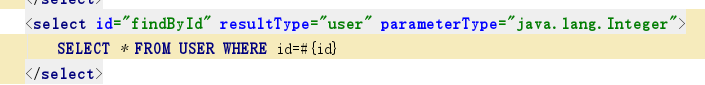 </select>
<select id="findById" resultType="user" parameterType="java.lang.Integer">
SELECT * FROM USER WHERE id=#{id}
</select>